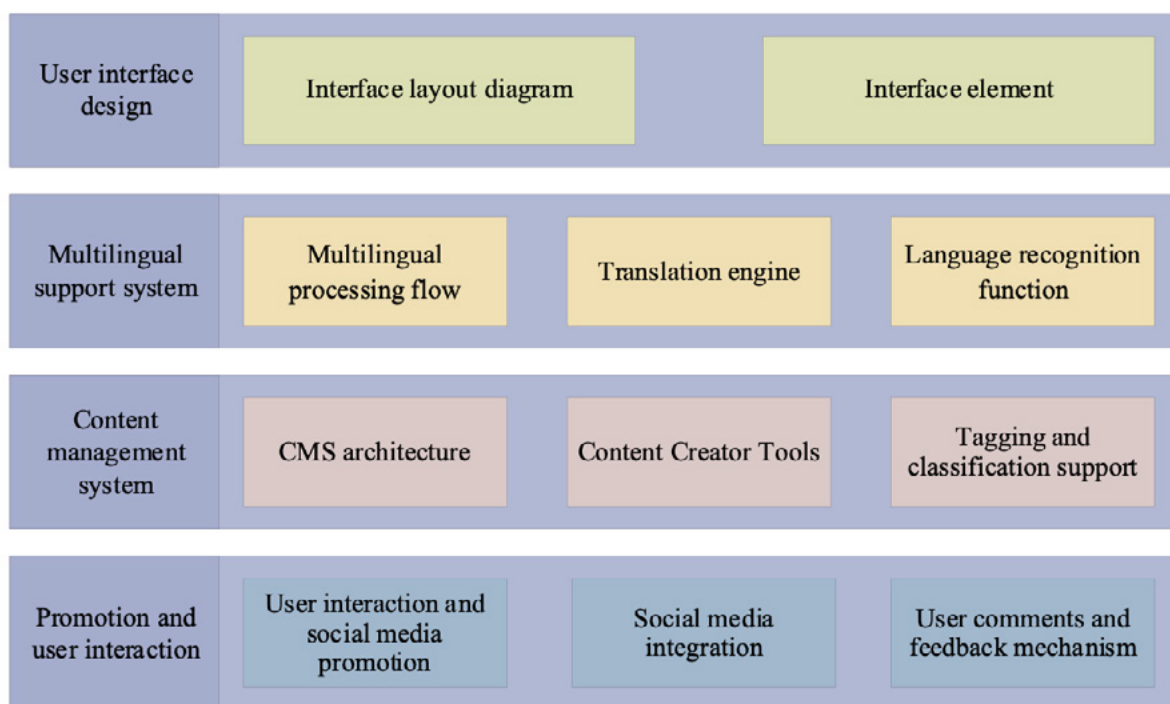 User interface
design
Interface layout diagram
Interface element
Multilingual
support system
Multilingual
processing flow
Translation engine
Language recognition
function
Content
management
system
CMS architecture
Content Creator Tools
Tagging and
classification support
Promotion and
user interaction
User interaction and
social media
promotion
Social media
integration
User comments and
feedback mechanism